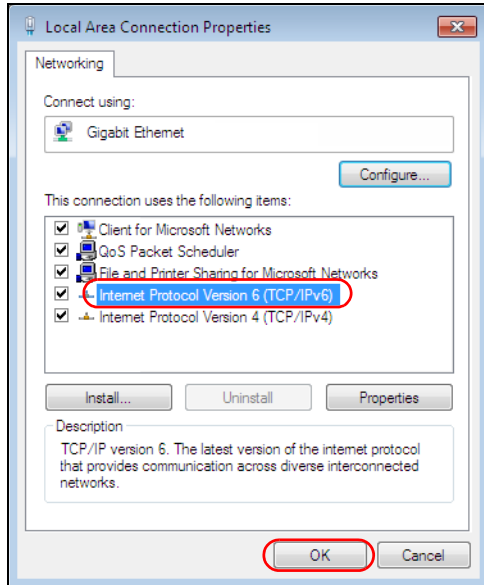 Local Area Connection Properties
Networking
Connect using:
Gigabit Ethernet
Configure...
This connection uses the following items:
Client for Microsoft Networks
QoS Packet Scheduler
File and Printer Sharing for Microsoft Networks
Internet Protocol Version 6 (TCP/IPv6)
Internet Protocol Version 4 (TCP/IPv4)
Install...
Uninstall
Properties
Description
TCP/IP version 6. The latest version of the internet protocol
that provides communication across diverse interconnected
networks.
OK
Cancel